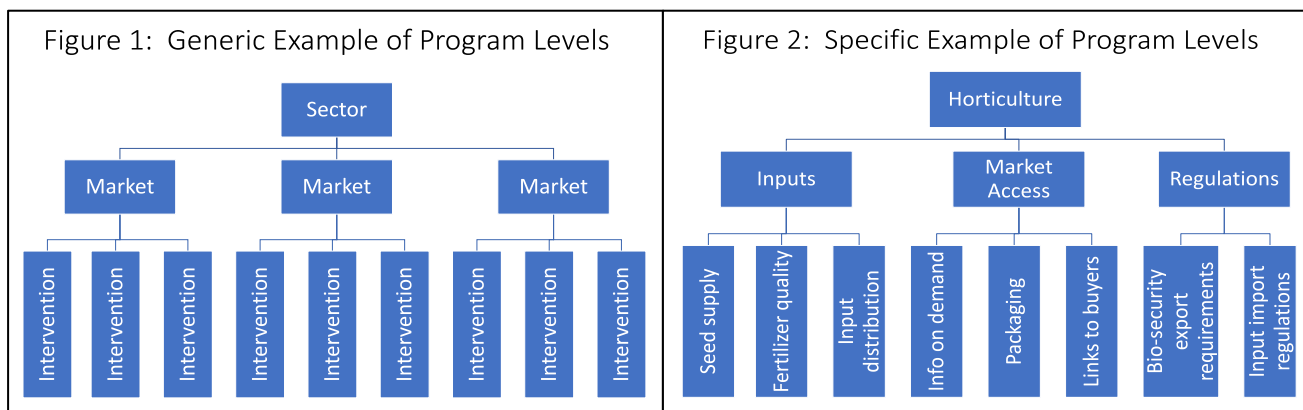 Figure 1:  Generic Example of Program Levels
Sector
Market
Market
Market
Intervention
Intervention
Intervention
Intervention
Intervention
Intervention
Intervention
Intervention
Intervention
Figure 2:  Specific Example of Program Levels
Horticulture
Inputs
Market
Access
Regulations
Seed supply
Fertilizer quality
Input
distribution
Info on demand
Packaging
Links to buyers
Bio-security
export
requirements
Input import
regulations